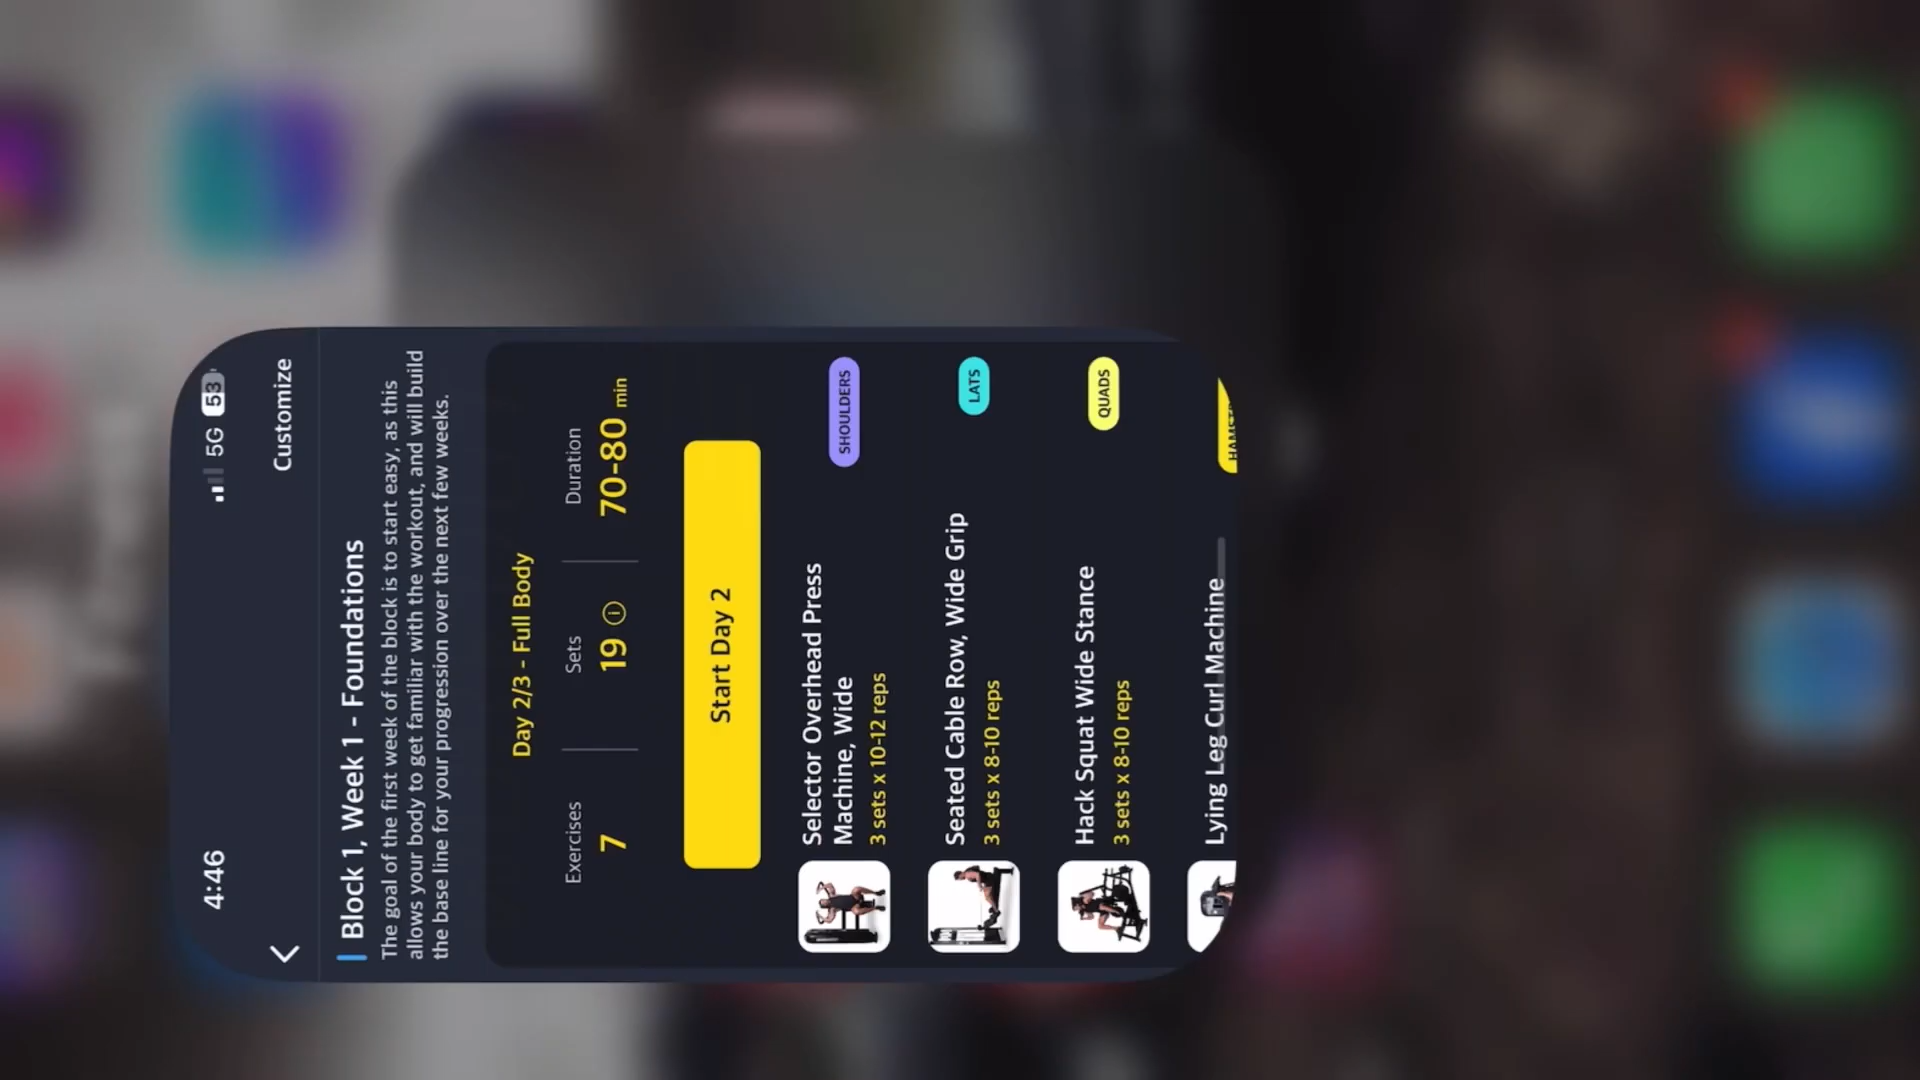 4:46
5G 53
Customize
Block 1, Week 1 - Foundations
The goal of the first week of the block is to start easy, as this
allows your body to get familiar with the workout, and will build
the base line for your progression over the next few weeks.
Day 2/3 - Full Body
Exercises
Sets
Duration
7
19
70-80 min
Start Day 2
Selector Overhead Press
Machine, Wide
3 sets x 10-12 reps
SHOULDERS
Seated Cable Row, Wide Grip
3 sets x 8-10 reps
LATS
Hack Squat Wide Stance
3 sets x 8-10 reps
QUADS
Lying Leg Curl Machine